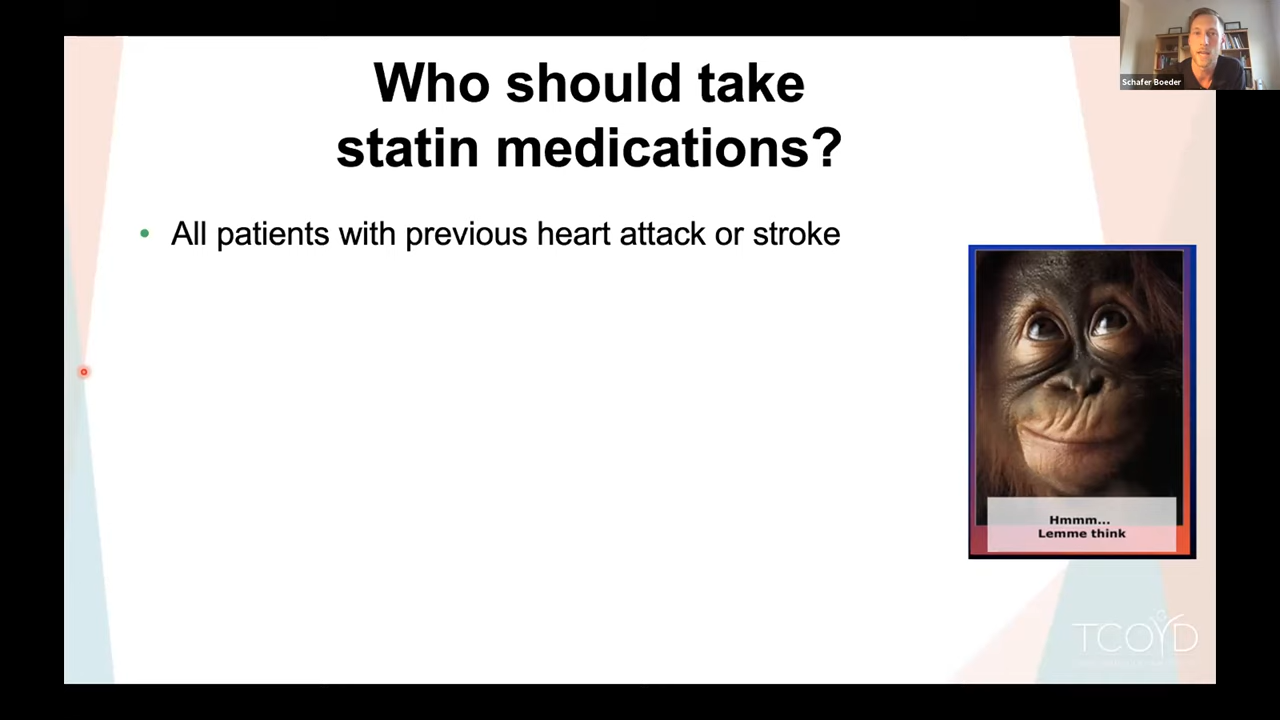 Schafer Boeder
Who should take
statin medications?
• All patients with previous heart attack or stroke
Hmmm...
Lemme think
TCOYD